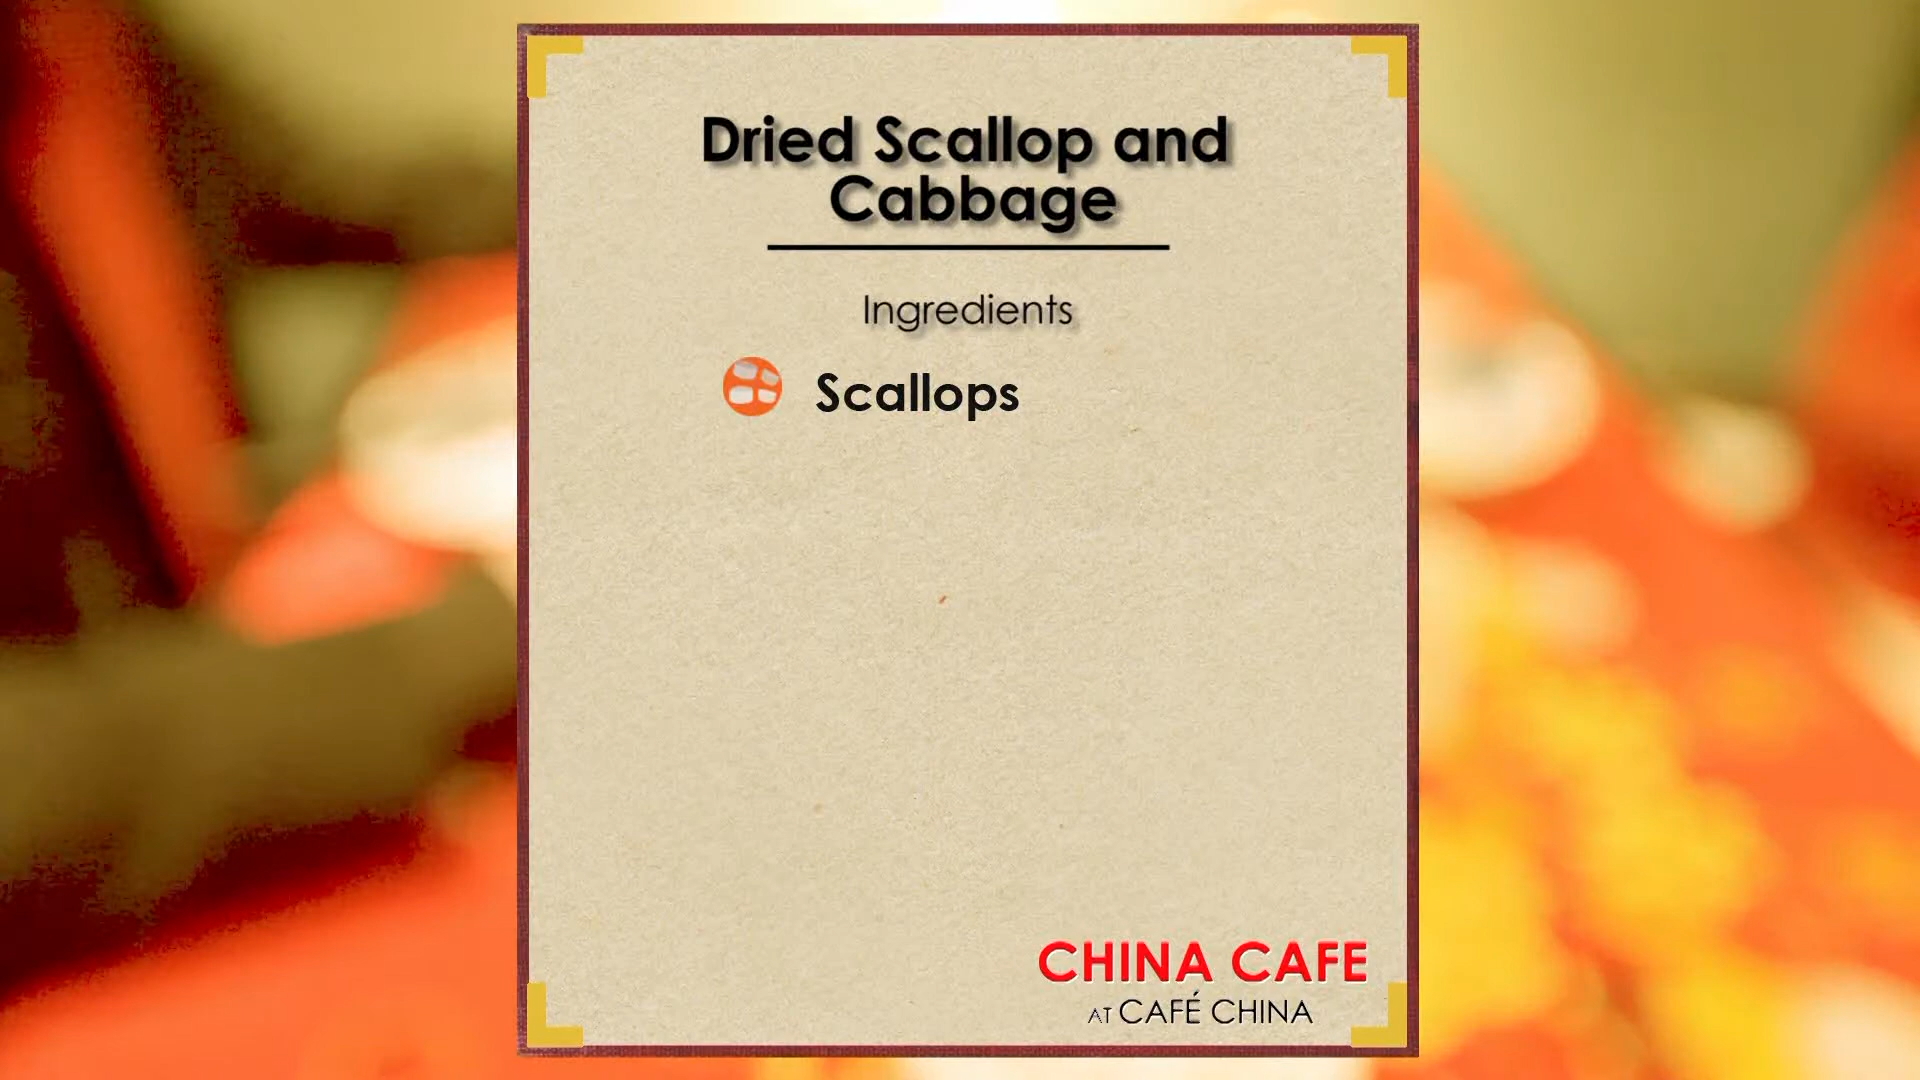 Dried Scallop and
Cabbage
Ingredients
Scallops
CHINA CAFE
AT CAFÉ CHINA